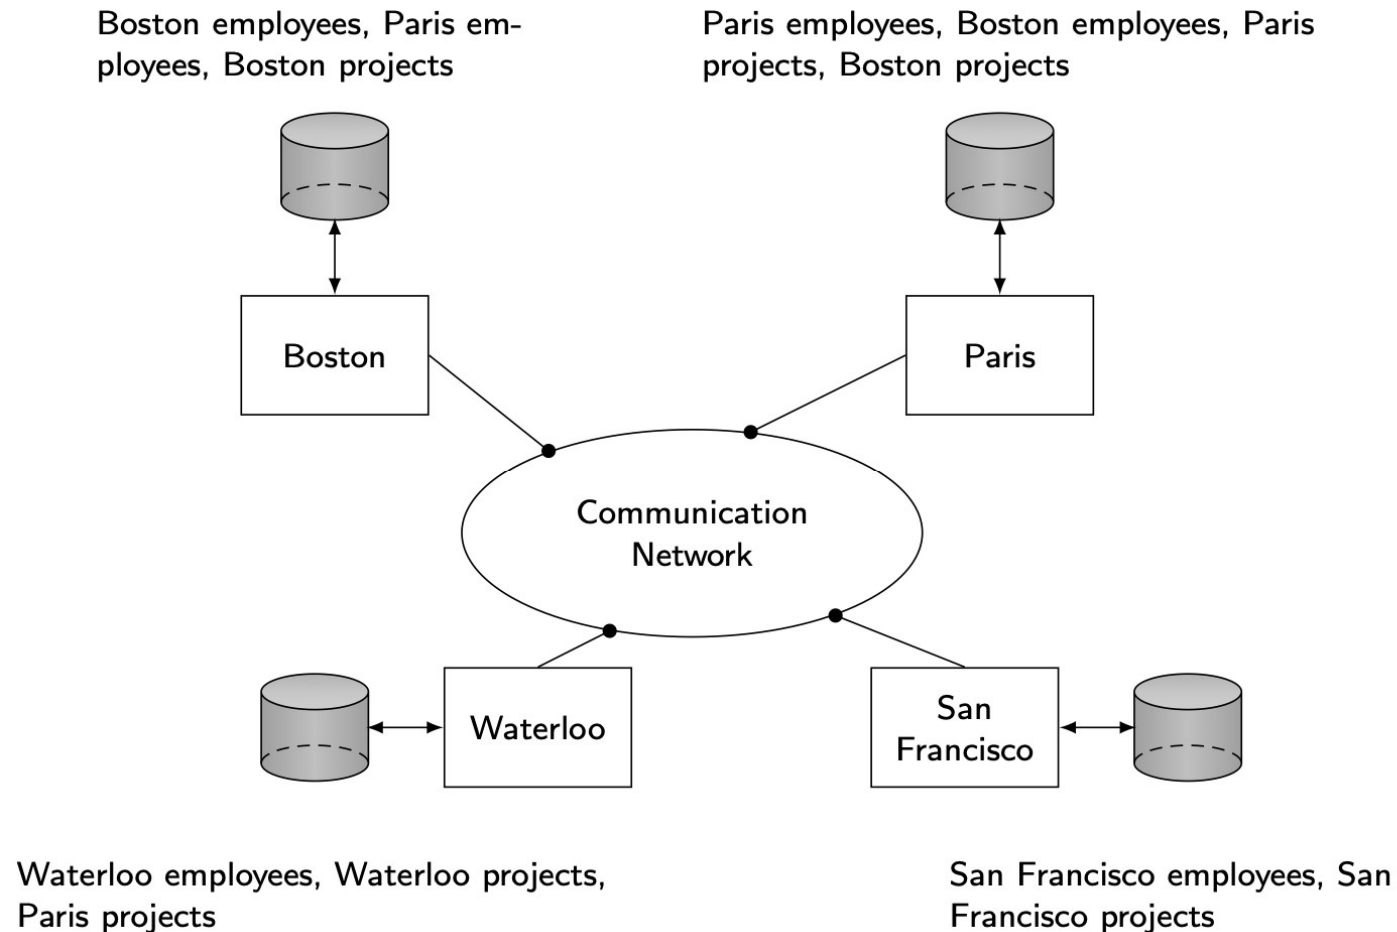 Boston employees, Paris em-
ployees, Boston projects
Paris employees, Boston employees, Paris
projects, Boston projects
Boston
Paris
Communication
Network
Waterloo
San
Francisco
Waterloo employees, Waterloo projects,
Paris projects
San Francisco employees, San
Francisco projects